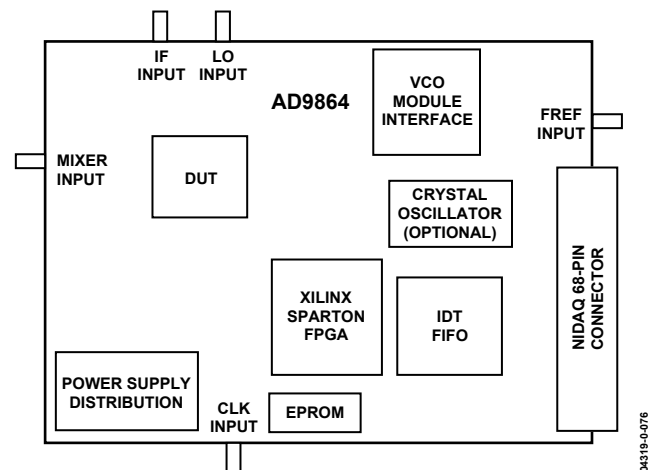 IF
INPUT
LO
INPUT
AD9864
VCO
MODULE
INTERFACE
FREF
INPUT
MIXER
INPUT
DUT
CRYSTAL
OSCILLATOR
(OPTIONAL)
NIDAQ 68-PIN
CONNECTOR
XILINX
SPARTON
FPGA
IDT
FIFO
POWER SUPPLY
DISTRIBUTION
CLK
INPUT
EPROM
04319-0-076